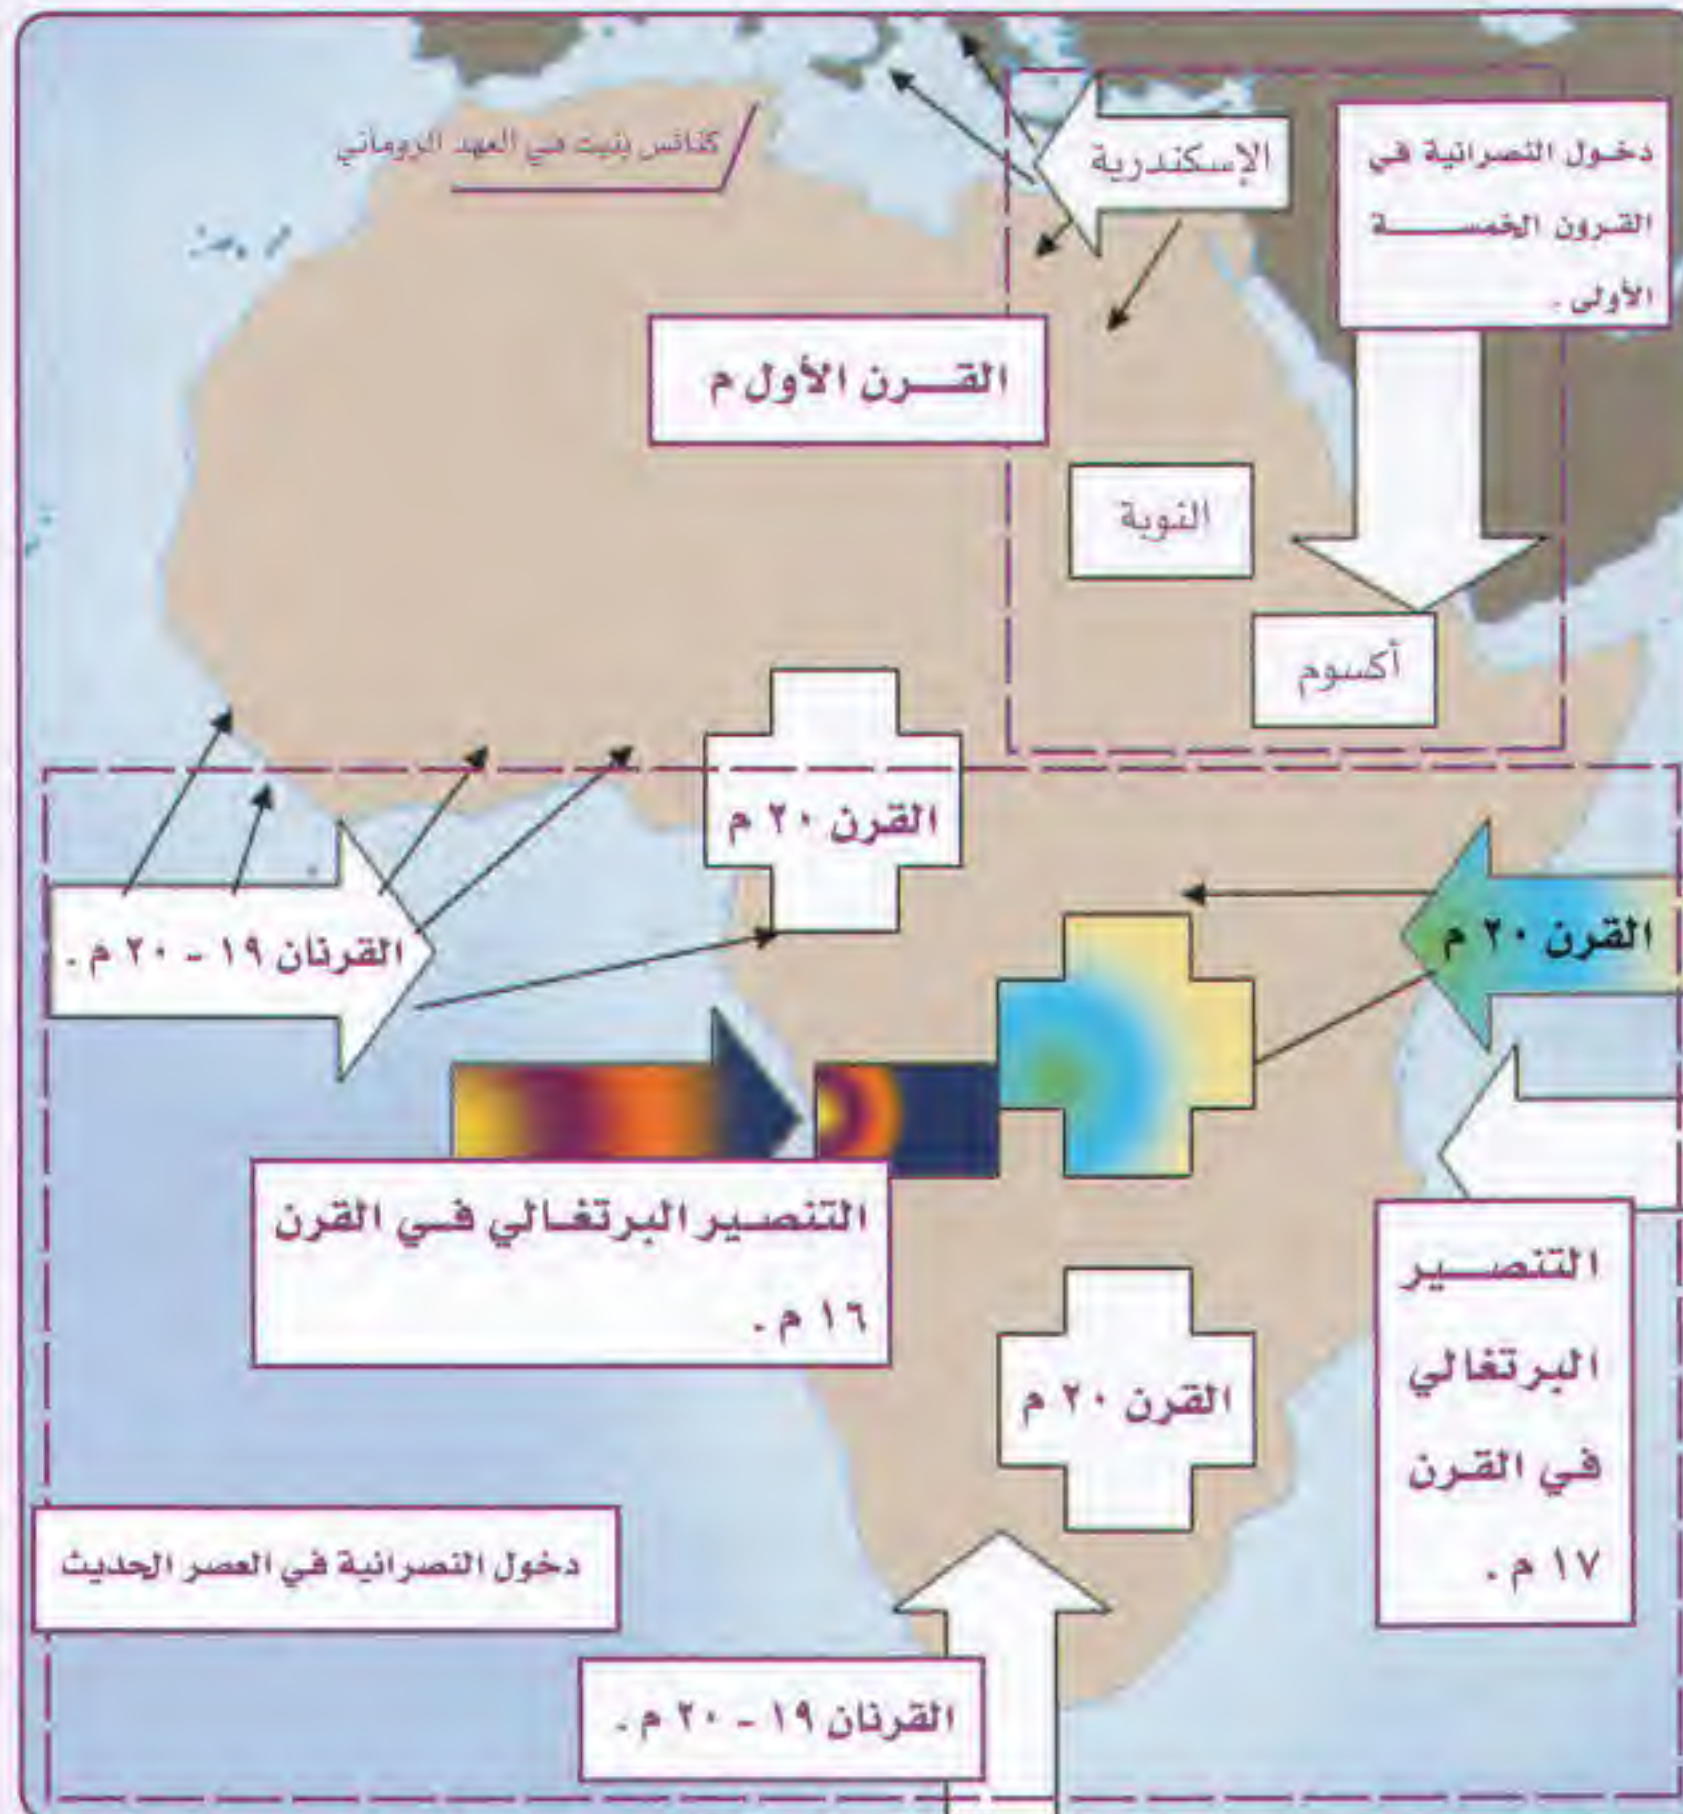 كنائس بنيت في العهد الروماني
الإسكندرية
دخول النصرانية في
القرون الخمسة
الأولى .
القرن الأول م
النوبة
أكسوم
القرن ٢٠ م
القرنان ١٩ - ٢٠ م .
القرن ٢٠ م
التنصير البرتغالي في القرن
١٦ م .
التنصير
البرتغالي
في القرن
١٧ م .
القرن ٢٠ م
دخول النصرانية في العصر الحديث
القرنان ١٩ - ٢٠ م .